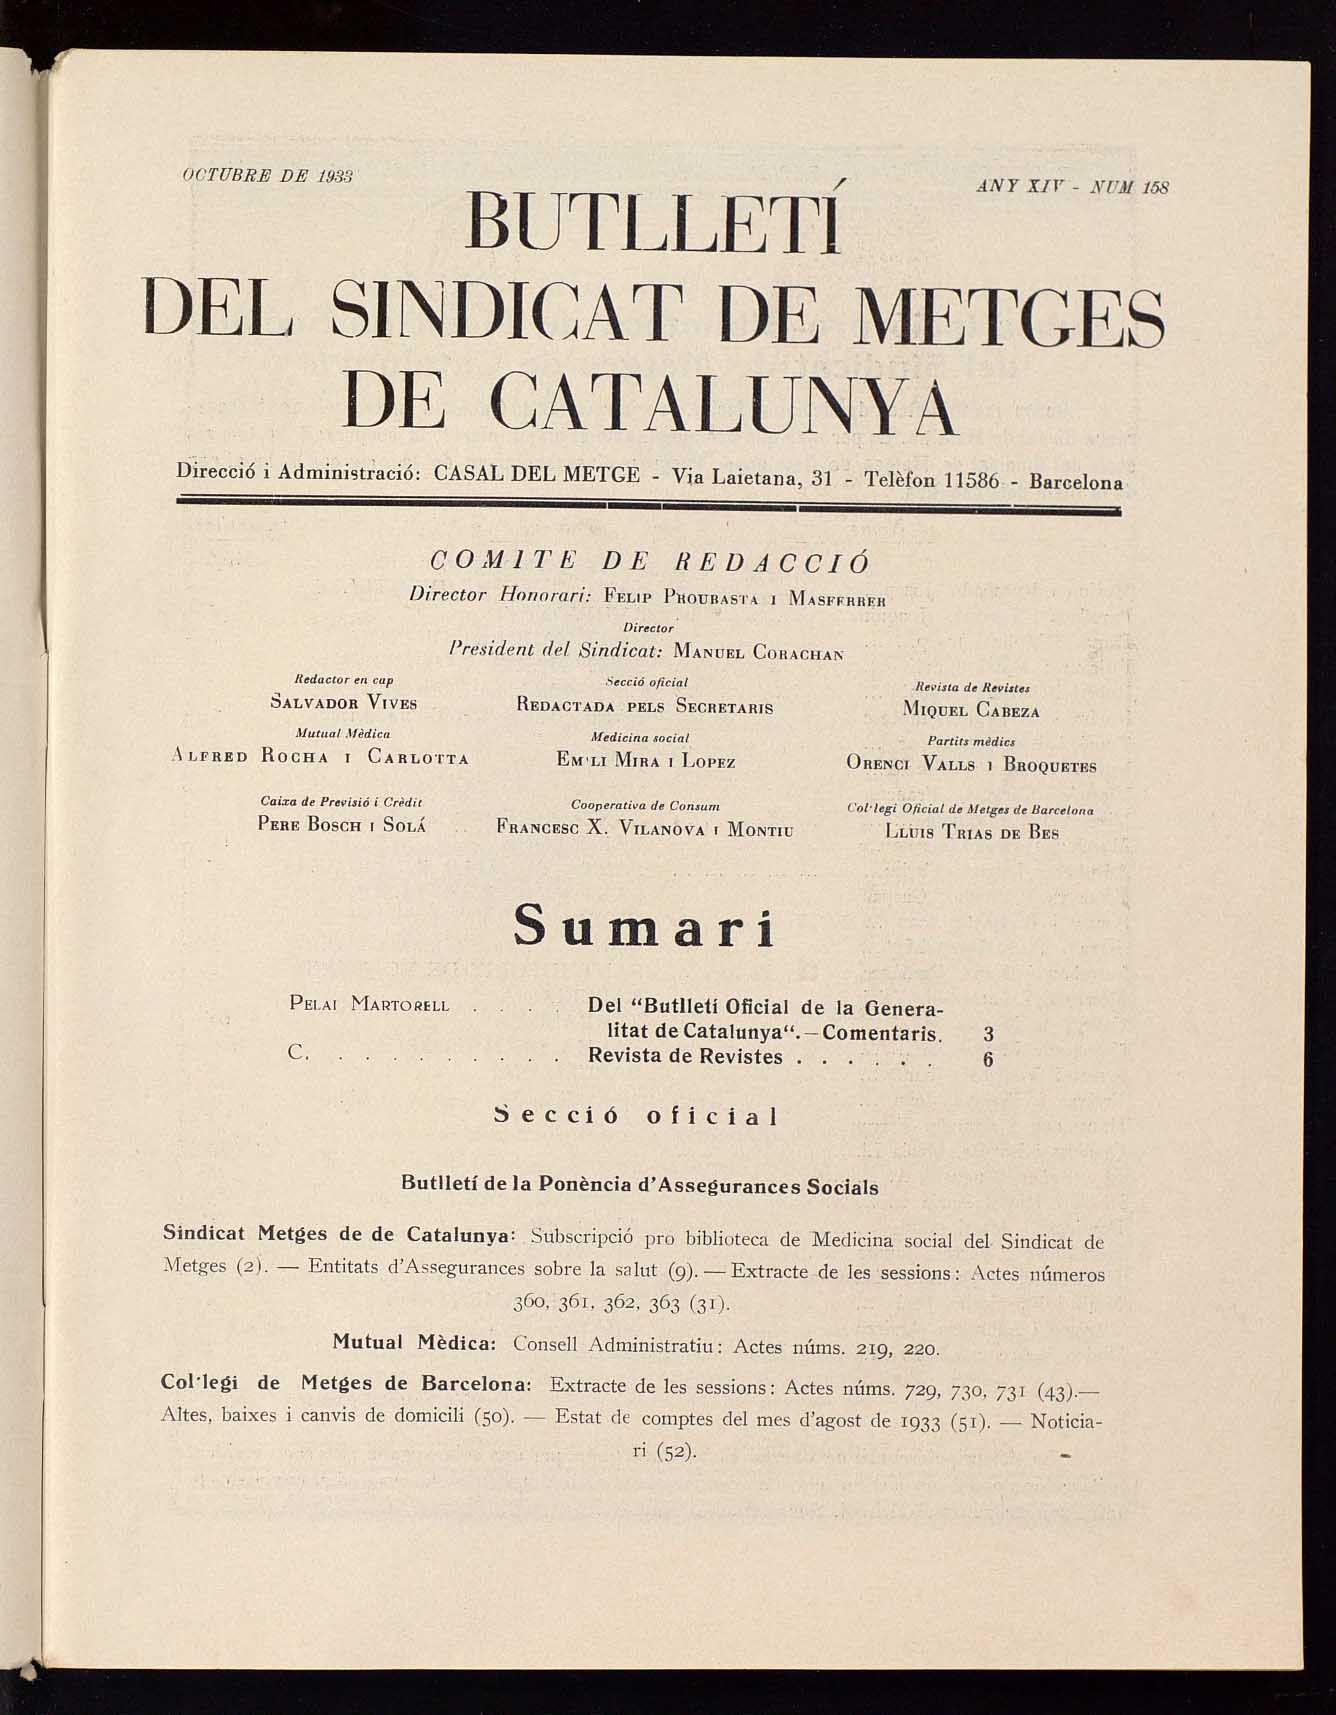 OCTUBRE DE 1933
ANY XIV - NUM 158
BUTLLETÍ
DEL SINDICAT DE METGES
DE CATALUNYA
Direcció i Administració: CASAL DEL METGE - Via Laietana, 31 - Telèfon 11586 - Barcelona
COMITE DE REDACCIÓ
Director Honorari: FELIP PROUBASTA I MASFERRER
Director
President del Sindicat: MANUEL CORACHAN
Redactor en cap
SALVADOR VIVES
Secció oficial
REDACTADA PELS SECRETARIS
Revista de Revistes
MIQUEL CABEZA
Mutual Mèdica
ALFRED ROCHA I CARLOTTA
Medicina social
EMILI MIRA I LOPEZ
Partits mèdics
ORENCI VALLS I BROQUETES
Caixa de Previsió i Crèdit
PERE BOSCH I SOLÁ
Cooperativa de Consum
FRANCESC X. VILANOVA I MONTIU
Col·legi Oficial de Metges de Barcelona
LLUIS TRIAS DE BES
Sumari
PELAI MARTORELL . . . . Del "Butlletí Oficial de la Genera-
litat de Catalunya". — Comentaris. 3
C. . . . . . . . . . . Revista de Revistes . . . . . . 6
Secció oficial
Butlletí de la Ponència d'Assegurances Socials
Sindicat Metges de de Catalunya: Subscripció pro biblioteca de Medicina social del Sindicat de
Metges (2). — Entitats d'Assegurances sobre la salut (9). — Extracte de les sessions: Actes números
360, 361, 362, 363 (31).
Mutual Mèdica: Consell Administratiu: Actes núms. 219, 220.
Col·legi de Metges de Barcelona: Extracte de les sessions: Actes núms. 729, 730, 731 (43).—
Altes, baixes i canvis de domicili (50). — Estat de comptes del mes d'agost de 1933 (51). — Noticia-
ri (52).